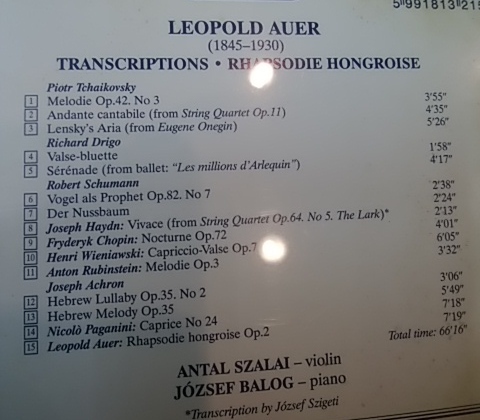 5 991813 215
LEOPOLD AUER
(1845–1930)
TRANSCRIPTIONS • RHAPSODIE HONGROISE
Piotr Tchaikovsky
1 Melodie Op.42. No 3 3'55"
2 Andante cantabile (from String Quartet Op.11) 4'35"
3 Lensky's Aria (from Eugene Onegin) 5'26"
Richard Drigo
4 Valse-bluette 1'58"
5 Sérénade (from ballet: "Les millions d'Arlequin") 4'17"
Robert Schumann
6 Vogel als Prophet Op.82. No 7 2'38"
7 Der Nussbaum 2'24"
8 Joseph Haydn: Vivace (from String Quartet Op.64. No 5. The Lark)* 2'13"
9 Fryderyk Chopin: Nocturne Op.72 4'01"
10 Henri Wieniawski: Capriccio-Valse Op.7 6'05"
11 Anton Rubinstein: Melodie Op.3 3'32"
Joseph Achron
12 Hebrew Lullaby Op.35. No 2 3'06"
13 Hebrew Melody Op.35 5'49"
14 Nicolò Paganini: Caprice No 24 7'18"
15 Leopold Auer: Rhapsodie hongroise Op.2 7'19"
Total time: 66'16"
ANTAL SZALAI – violin
JÓZSEF BALOG – piano
*Transcription by József Szigeti